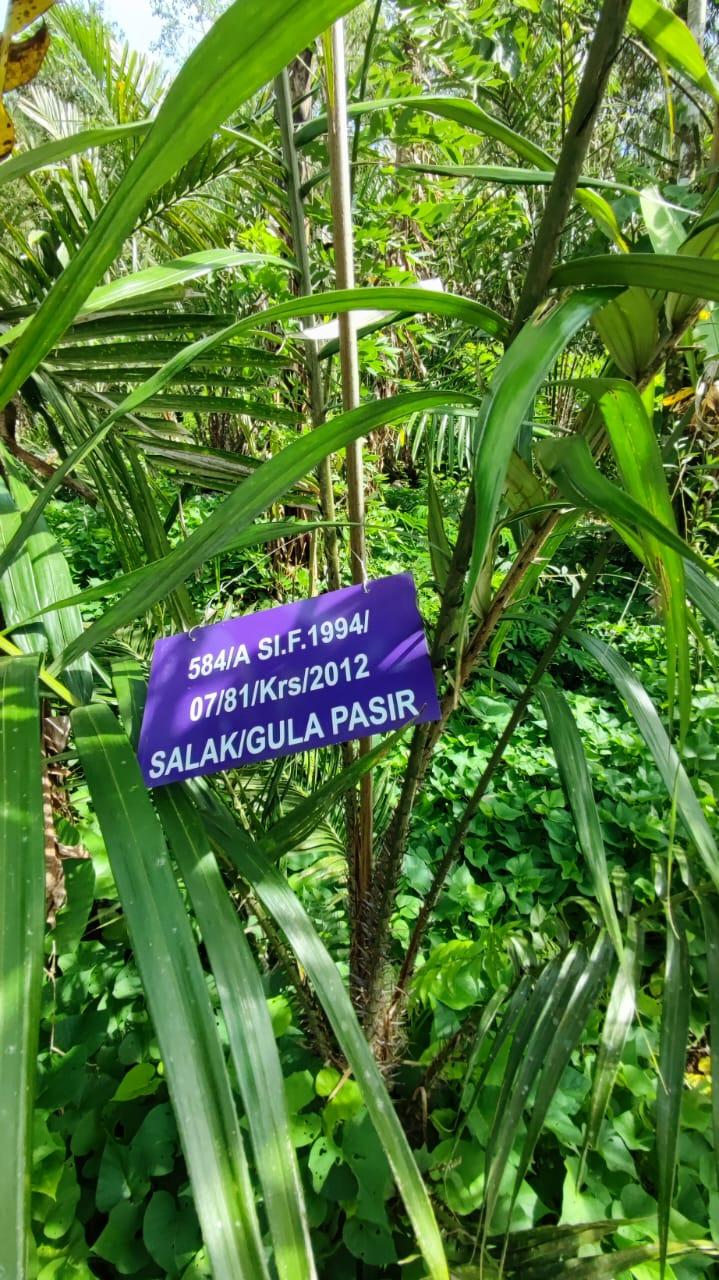 584/A SI.F.1994/
07/81/Krs/2012
SALAK/GULA PASIR